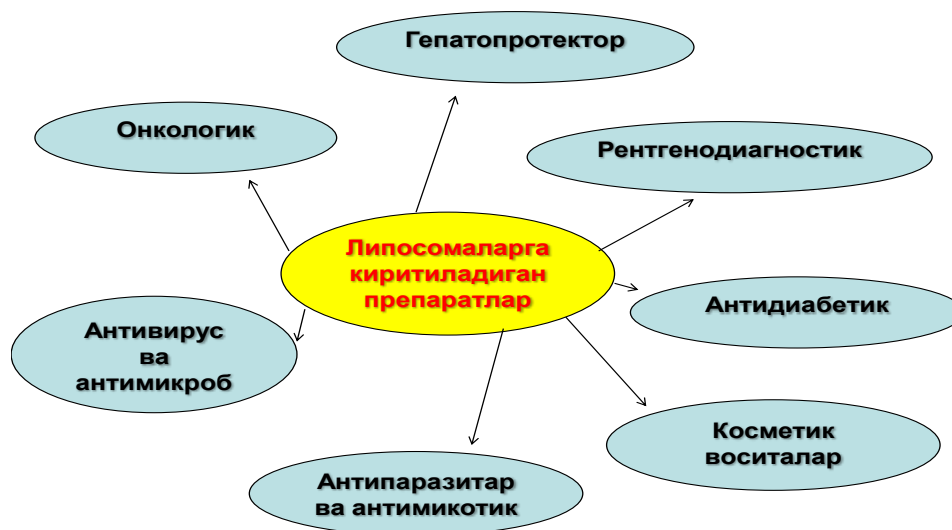 Гепатопротектор
Онкологик
Рентгенодиагностик
Липосомаларга
киритиладиган
препаратлар
Антидиабетик
Антивирус
ва
антимикроб
Косметик
воситалар
Антипаразитар
ва антимикотик